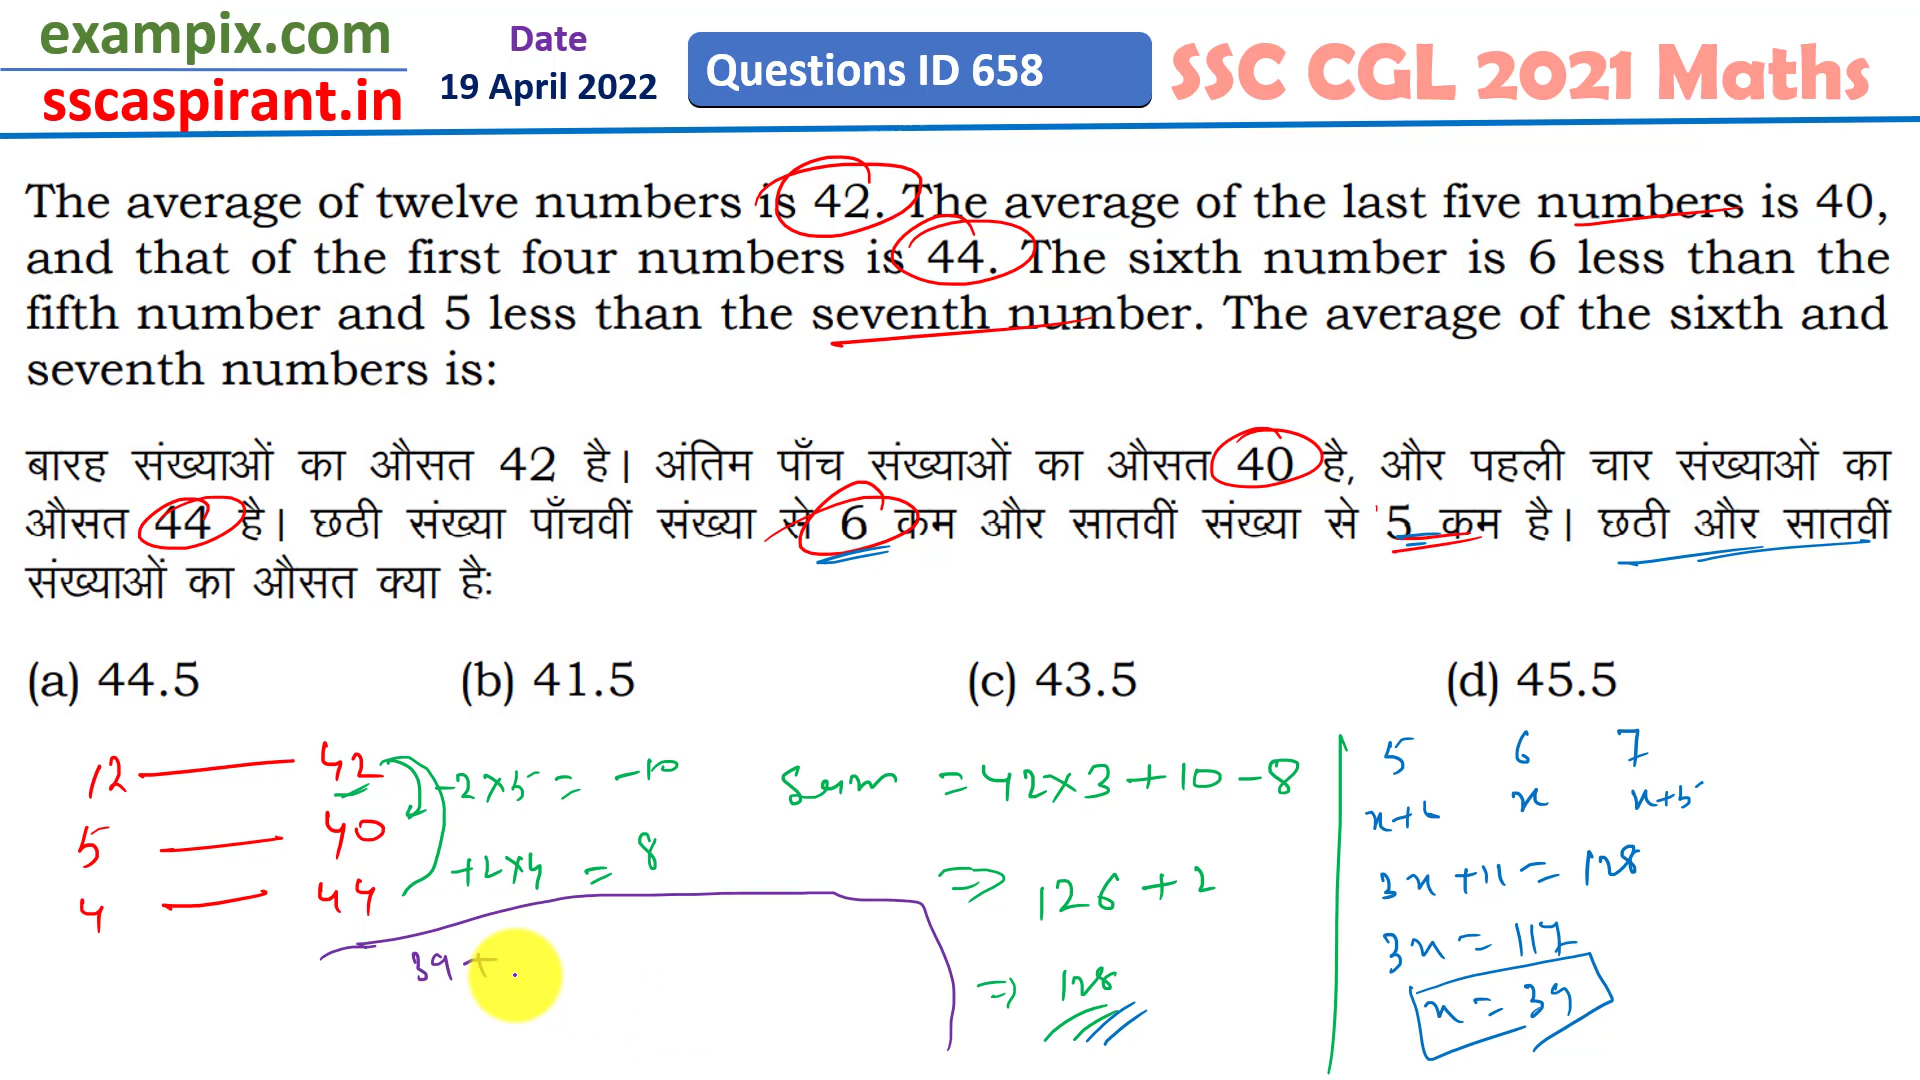 exampix.com
sscaspirant.in
Date
19 April 2022
Questions ID 658
SSC CGL 2021 Maths
The average of twelve numbers is 42. The average of the last five numbers is 40,
and that of the first four numbers is 44. The sixth number is 6 less than the
fifth number and 5 less than the seventh number. The average of the sixth and
seventh numbers is:
बारह संख्याओं का औसत 42 है। अंतिम पाँच संख्याओं का औसत 40 है, और पहली चार संख्याओं का
औसत 44 है। छठी संख्या पाँचवीं संख्या से 6 कम और सातवीं संख्या से 5 कम है। छठी और सातवीं
संख्याओं का औसत क्या है:
(a) 44.5 (b) 41.5 (c) 43.5 (d) 45.5
12 42
5 40
4 44
-2×5 = -10
+2×4 = 8
39 +
Sum = 42×3 + 10 - 8
⇒ 126 + 2
⇒ 128
5 6 7
x+6 x x+5
3x + 11 = 128
3x = 117
x = 39